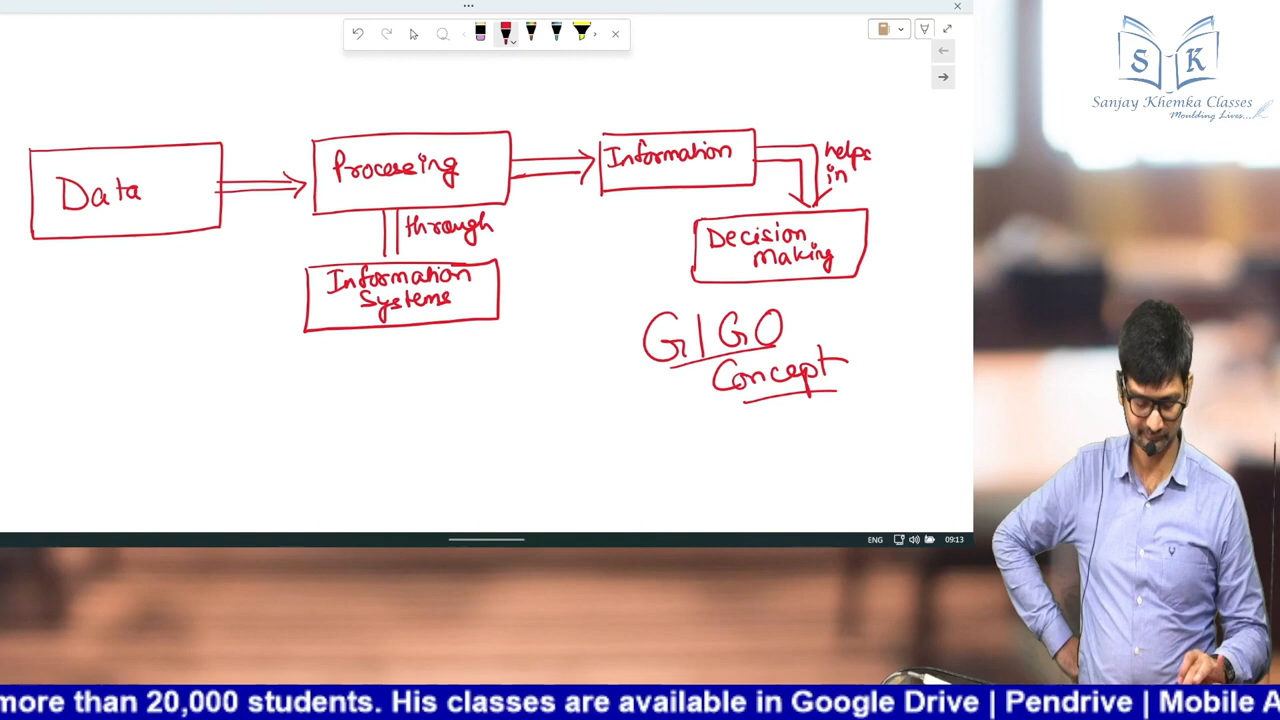 S K
Sanjay Khemka Classes
Moulding Lives...
Data
Processing
through
Information
Systems
Information
helps
in
Decision
Making
GIGO
Concept
ENG
09:13
more than 20,000 students. His classes are available in Google Drive | Pendrive | Mobile A